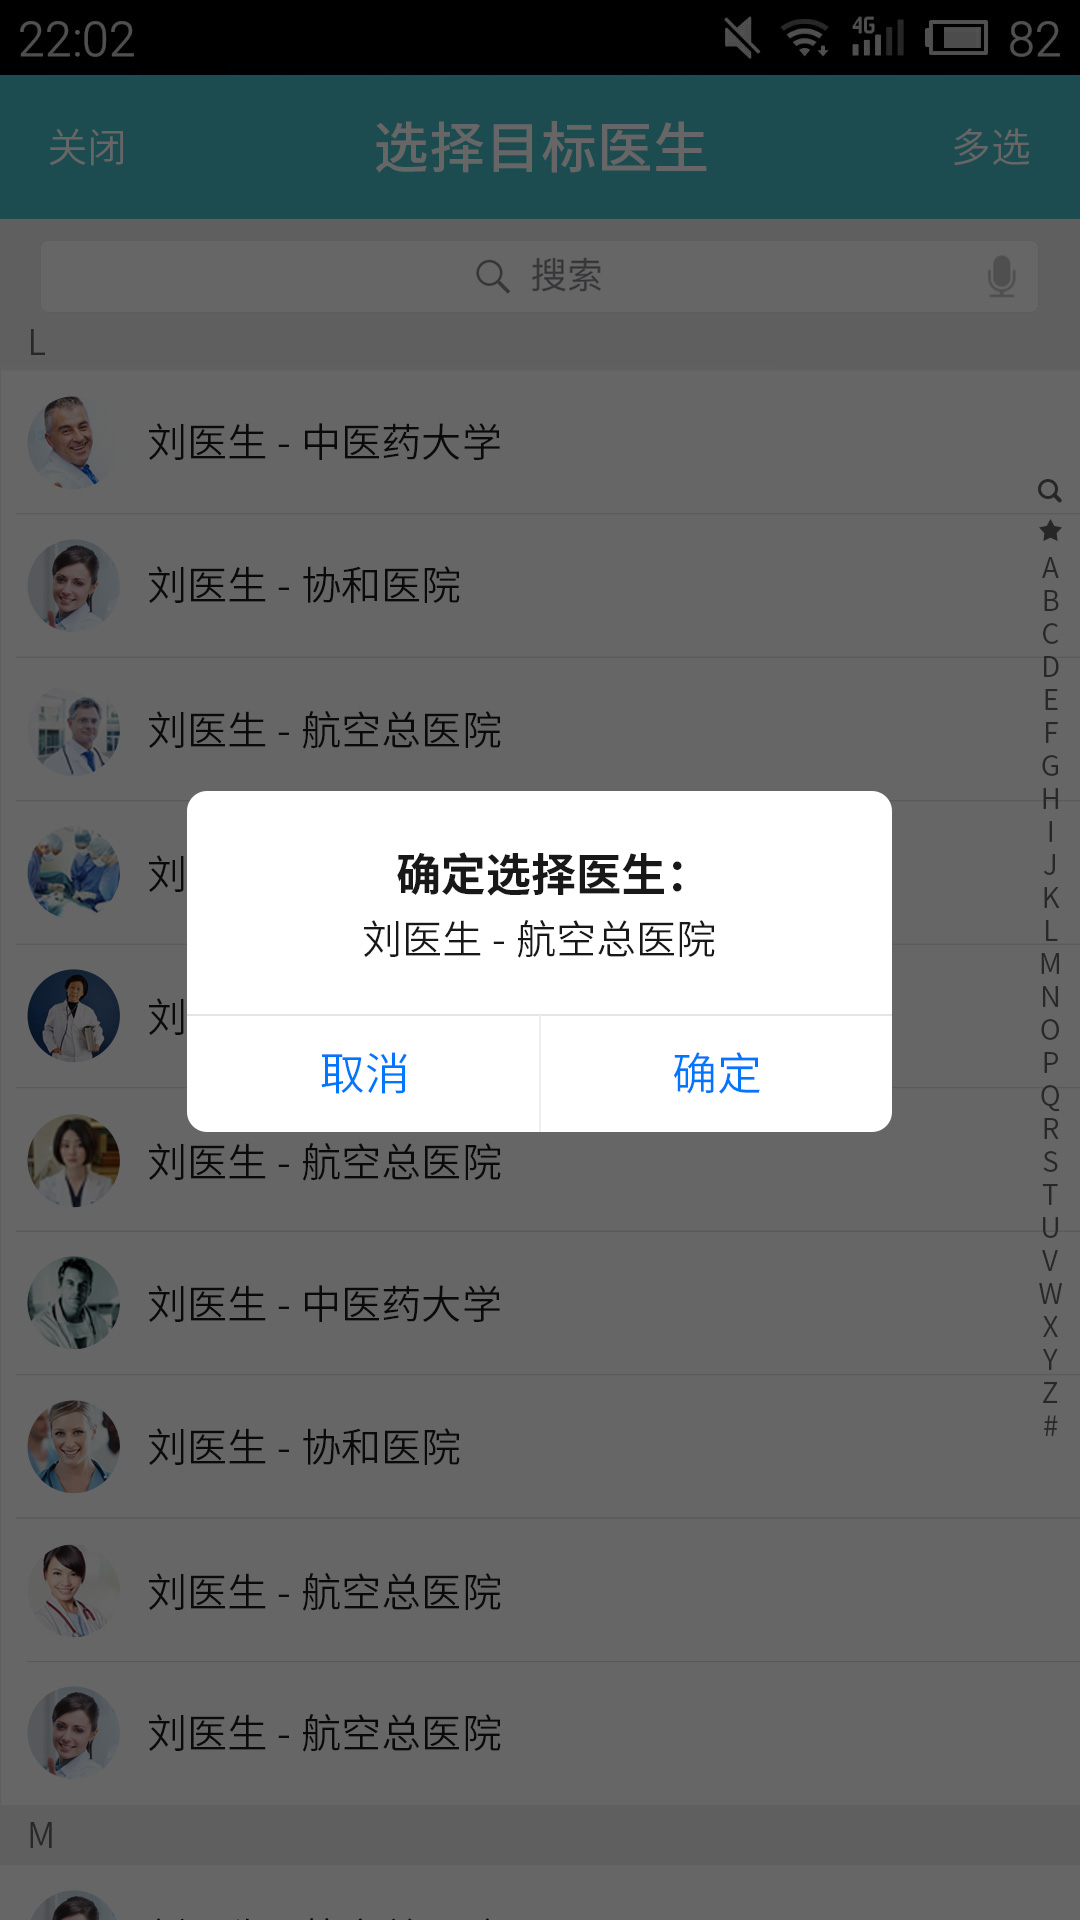 22:02
4G
82
关闭
选择目标医生
多选
搜索
L
刘医生 - 中医药大学
刘医生 - 协和医院
刘医生 - 航空总医院
刘
刘
确定选择医生：
刘医生 - 航空总医院
取消
确定
刘医生 - 航空总医院
刘医生 - 中医药大学
刘医生 - 协和医院
刘医生 - 航空总医院
刘医生 - 航空总医院
M
A
B
C
D
E
F
G
H
I
J
K
L
M
N
O
P
Q
R
S
T
U
V
W
X
Y
Z
#